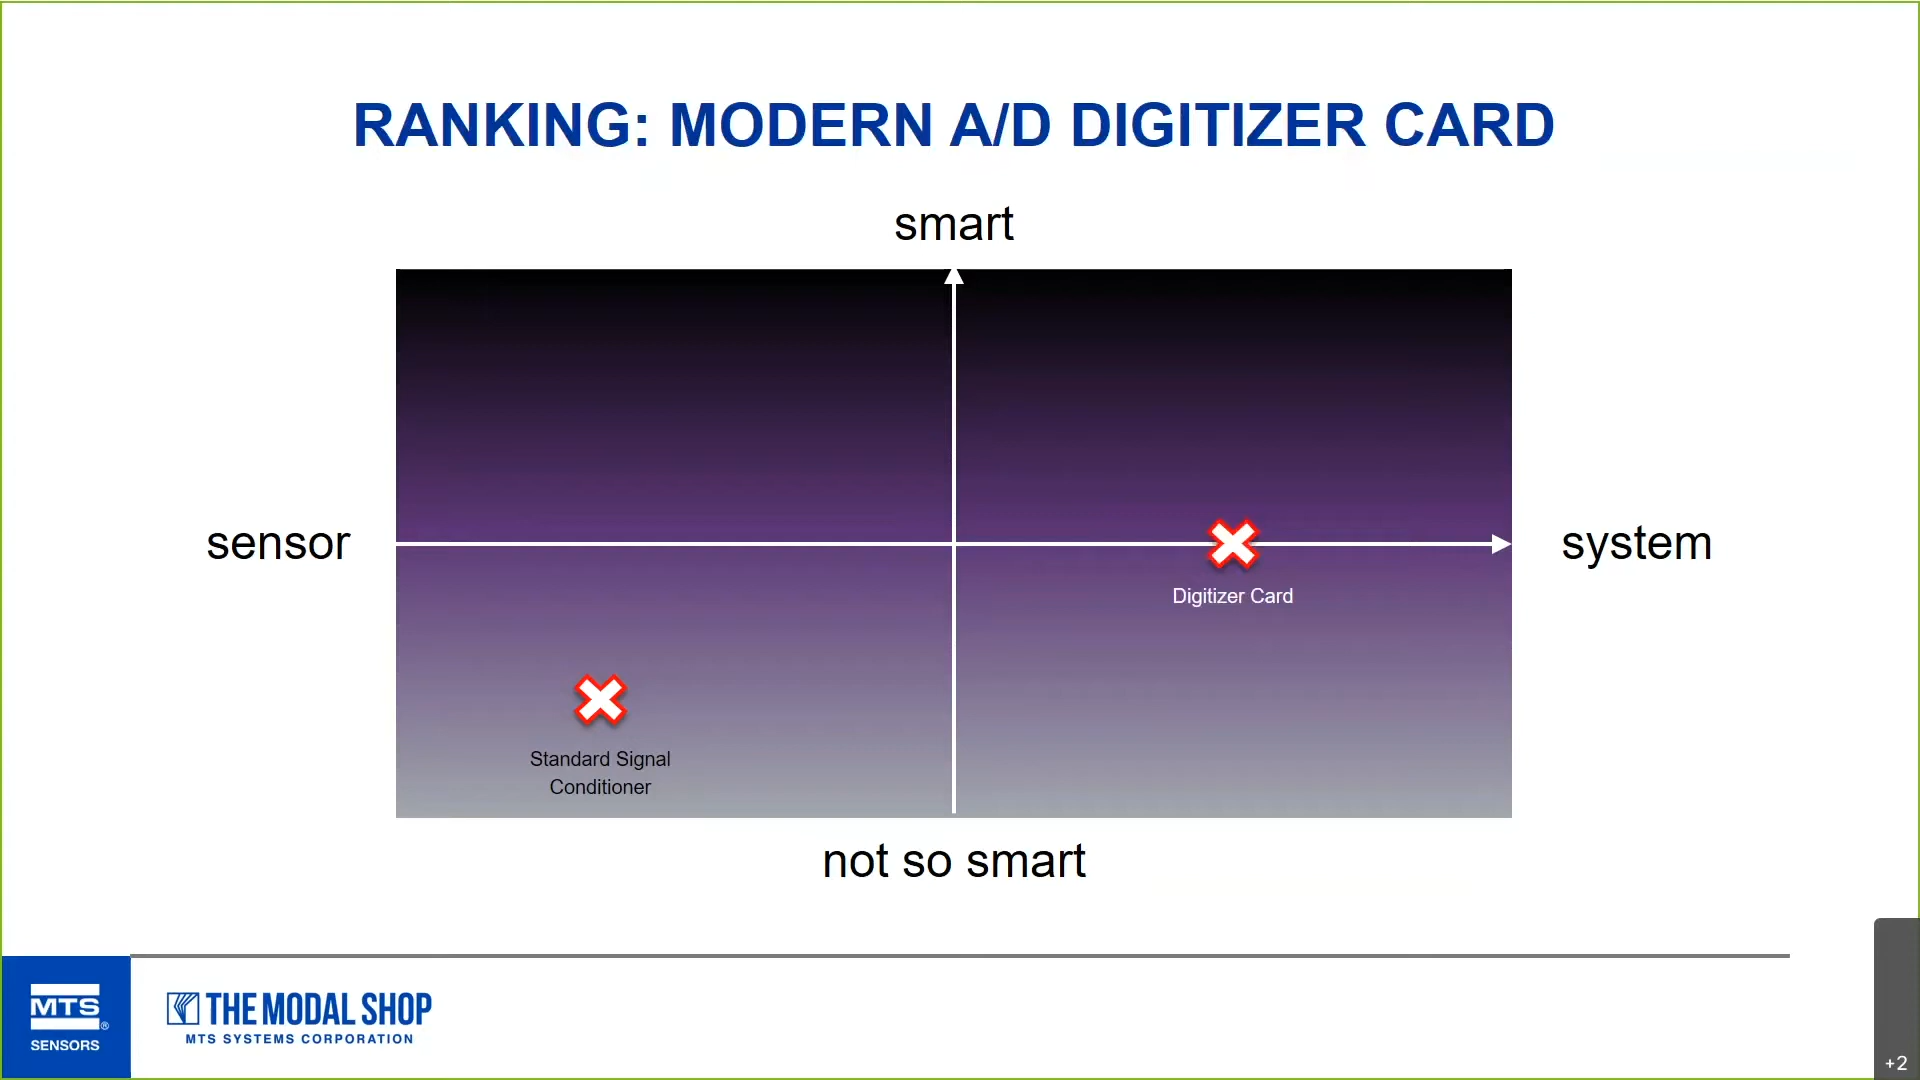 RANKING: MODERN A/D DIGITIZER CARD
smart
sensor
system
Digitizer Card
Standard Signal
Conditioner
not so smart
MTS®
SENSORS
THE MODAL SHOP
MTS SYSTEMS CORPORATION
+2